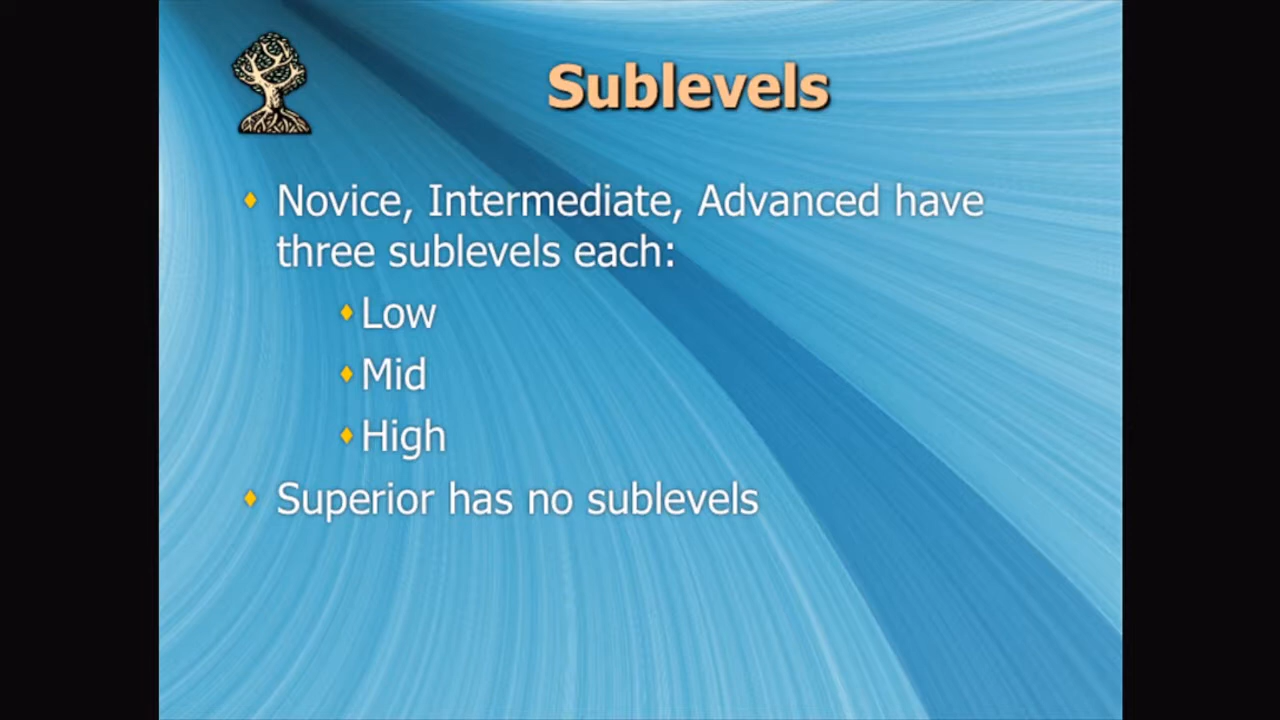 Sublevels
Novice, Intermediate, Advanced have
three sublevels each:
Low
Mid
High
Superior has no sublevels